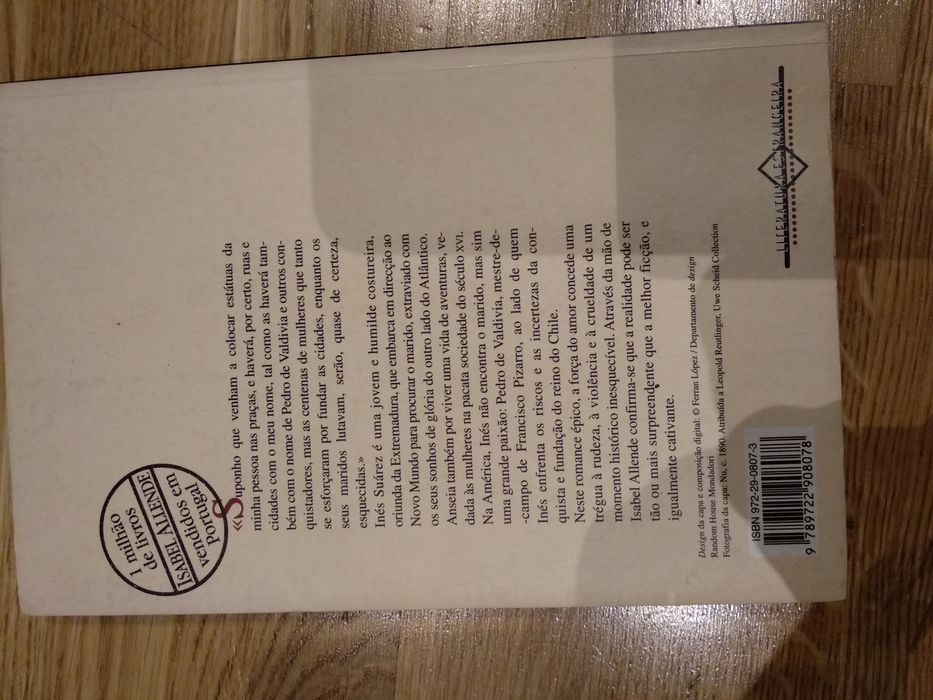 1 milhão
de livros
ISABEL ALLENDE
vendidos em
Portugal
«Suponho que venham a colocar estátuas da
minha pessoa nas praças, e haverá, por certo, ruas e
cidades com o meu nome, tal como as haverá tam-
bém com o nome de Pedro de Valdivia e outros con-
quistadores, mas as centenas de mulheres que tanto
se esforçaram por fundar as cidades, enquanto os
seus maridos lutavam, serão, quase de certeza,
esquecidas.»
Inés Suárez é uma jovem e humilde costureira,
oriunda da Extremadura, que embarca em direcção ao
Novo Mundo para procurar o marido, extraviado com
os seus sonhos de glória do outro lado do Atlântico.
Anseia também por viver uma vida de aventuras, ve-
dada às mulheres na pacata sociedade do século XVI.
Na América, Inés não encontra o marido, mas sim
uma grande paixão: Pedro de Valdivia, mestre-de-
-campo de Francisco Pizarro, ao lado de quem
Inés enfrenta os riscos e as incertezas da con-
quista e fundação do reino do Chile.
Neste romance épico, a força do amor concede uma
trégua à rudeza, à violência e à crueldade de um
momento histórico inesquecível. Através da mão de
Isabel Allende confirma-se que a realidade pode ser
tão ou mais surpreendente que a melhor ficção, e
igualmente cativante.
Design da capa e composição digital: © Ferran López / Departamento de design
Random House Mondadori
Fotografia da capa: Nu, c. 1890. Atribuída a Leopold Reutlinger, Uwe Scheid Collection
ISBN 972-29-0807-3
9 789722 908078
LITERATURA ESTRANGEIRA